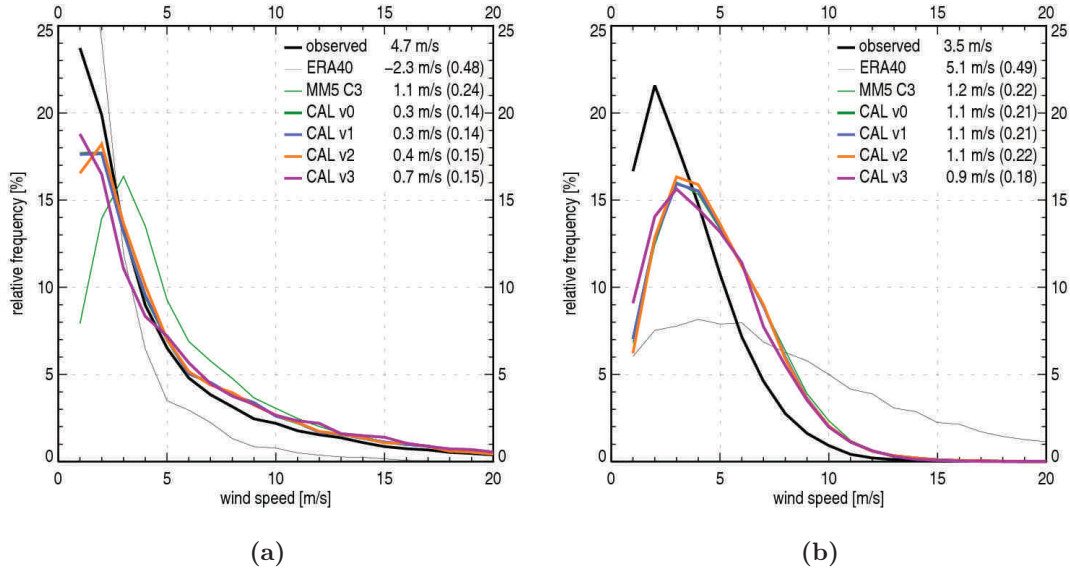 0 5 10 15 20
25 25
20 20
15 15
10 10
5 5
0 0
0 5 10 15 20
relative frequency [%]
wind speed [m/s]
observed 4.7 m/s
ERA40 −2.3 m/s (0.48)
MM5 C3 1.1 m/s (0.24)
CAL v0 0.3 m/s (0.14)
CAL v1 0.3 m/s (0.14)
CAL v2 0.4 m/s (0.15)
CAL v3 0.7 m/s (0.15)
(a)
0 5 10 15 20
25 25
20 20
15 15
10 10
5 5
0 0
0 5 10 15 20
relative frequency [%]
wind speed [m/s]
observed 3.5 m/s
ERA40 5.1 m/s (0.49)
MM5 C3 1.2 m/s (0.22)
CAL v0 1.1 m/s (0.21)
CAL v1 1.1 m/s (0.21)
CAL v2 1.1 m/s (0.22)
CAL v3 0.9 m/s (0.18)
(b)